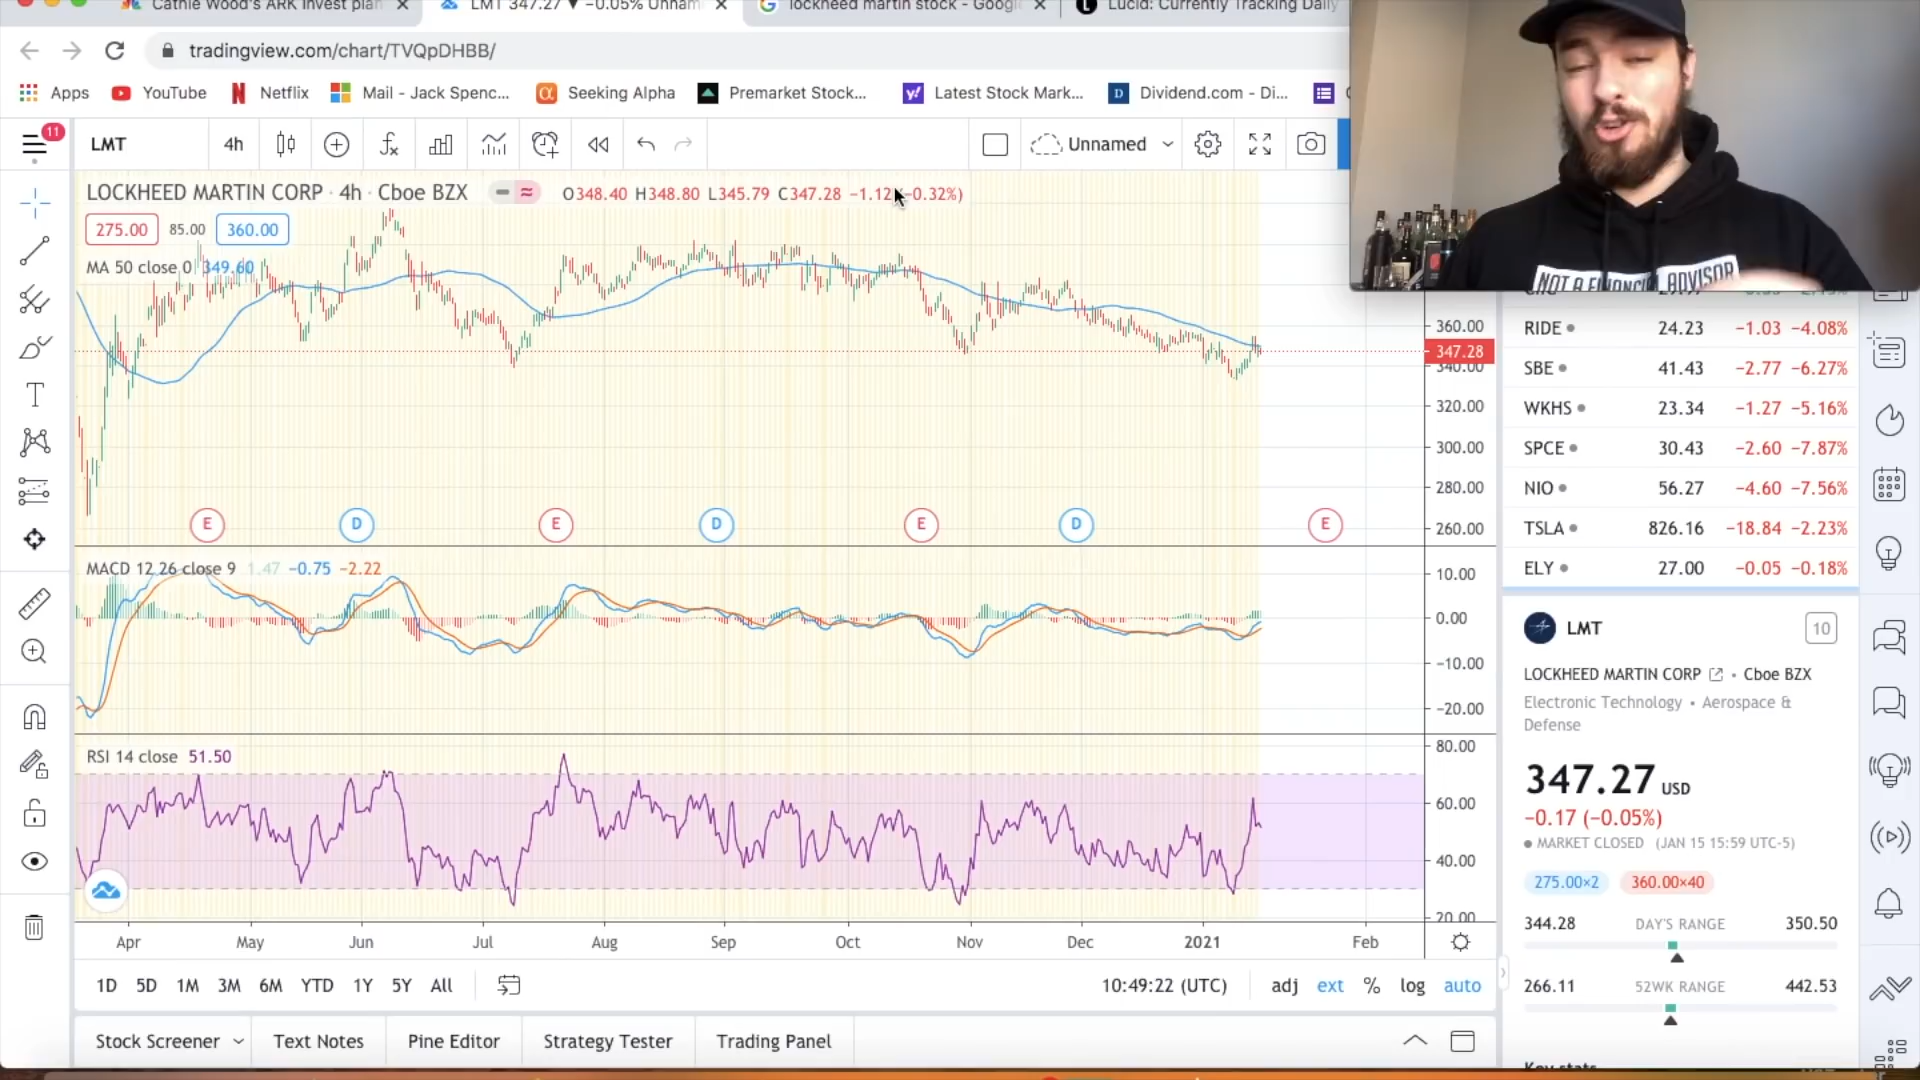 Cathie Wood's ARK Invest plan
LMT 347.27 ▼ −0.05% Unnam
lockheed martin stock - Googl
Lucid: Currently Tracking Daily
tradingview.com/chart/TVQpDHBB/
Apps
YouTube
Netflix
Mail - Jack Spenc...
Seeking Alpha
Premarket Stock...
Latest Stock Mark...
Dividend.com - Di...
11
LMT
4h
Unnamed
LOCKHEED MARTIN CORP · 4h · Cboe BZX
O348.40 H348.80 L345.79 C347.28 −1.12 (−0.32%)
275.00
85.00
360.00
MA 50 close 0 349.60
NOT A FINANCIAL ADVISOR
360.00
347.28
340.00
320.00
300.00
280.00
260.00
E
D
E
D
E
D
E
MACD 12 26 close 9 1.47 −0.75 −2.22
10.00
0.00
−10.00
−20.00
RSI 14 close 51.50
80.00
60.00
40.00
20.00
Apr
May
Jun
Jul
Aug
Sep
Oct
Nov
Dec
2021
Feb
1D
5D
1M
3M
6M
YTD
1Y
5Y
All
10:49:22 (UTC)
adj
ext
%
log
auto
Stock Screener
Text Notes
Pine Editor
Strategy Tester
Trading Panel
RIDE 24.23 −1.03 −4.08%
SBE 41.43 −2.77 −6.27%
WKHS 23.34 −1.27 −5.16%
SPCE 30.43 −2.60 −7.87%
NIO 56.27 −4.60 −7.56%
TSLA 826.16 −18.84 −2.23%
ELY 27.00 −0.05 −0.18%
LMT
10
LOCKHEED MARTIN CORP • Cboe BZX
Electronic Technology • Aerospace &
Defense
347.27 USD
−0.17 (−0.05%)
MARKET CLOSED (JAN 15 15:59 UTC-5)
275.00×2
360.00×40
344.28 DAY'S RANGE 350.50
266.11 52WK RANGE 442.53
Key stats